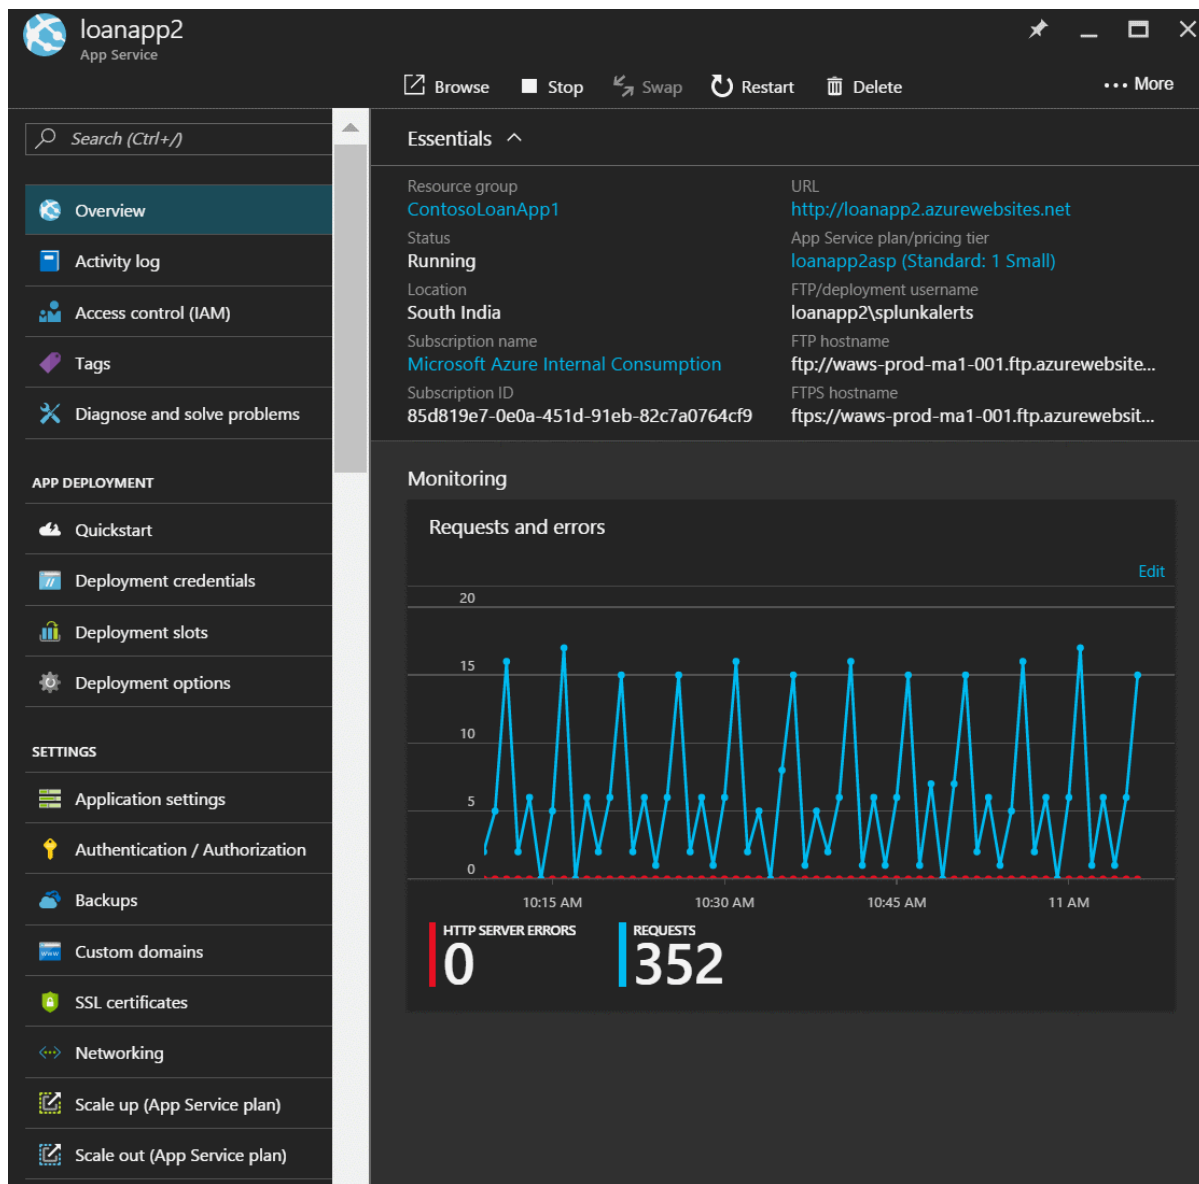 loanapp2
App Service
Browse Stop Swap Restart Delete ... More
Search (Ctrl+/)
Overview
Activity log
Access control (IAM)
Tags
Diagnose and solve problems
APP DEPLOYMENT
Quickstart
Deployment credentials
Deployment slots
Deployment options
SETTINGS
Application settings
Authentication / Authorization
Backups
Custom domains
SSL certificates
Networking
Scale up (App Service plan)
Scale out (App Service plan)
Essentials
Resource group
ContosoLoanApp1
Status
Running
Location
South India
Subscription name
Microsoft Azure Internal Consumption
Subscription ID
85d819e7-0e0a-451d-91eb-82c7a0764cf9
URL
http://loanapp2.azurewebsites.net
App Service plan/pricing tier
loanapp2asp (Standard: 1 Small)
FTP/deployment username
loanapp2\splunkalerts
FTP hostname
ftp://waws-prod-ma1-001.ftp.azurewebsite...
FTPS hostname
ftps://waws-prod-ma1-001.ftp.azurewebsit...
Monitoring
Requests and errors
Edit
20
15
10
5
0
10:15 AM 10:30 AM 10:45 AM 11 AM
HTTP SERVER ERRORS
0
REQUESTS
352